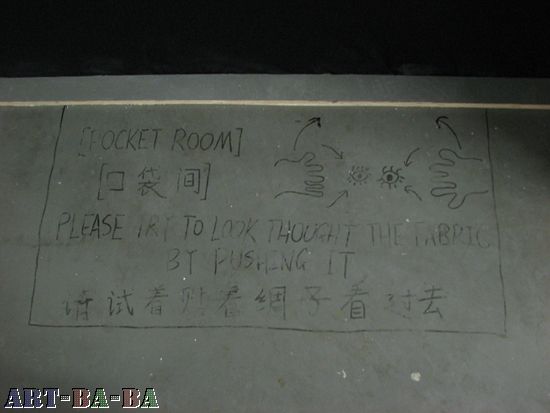 [POCKET ROOM]
[口袋间]
PLEASE TRY TO LOOK THOUGHT THE FABRIC
BY PUSHING IT
请试着贴着绸子看过去
ART-BA-BA